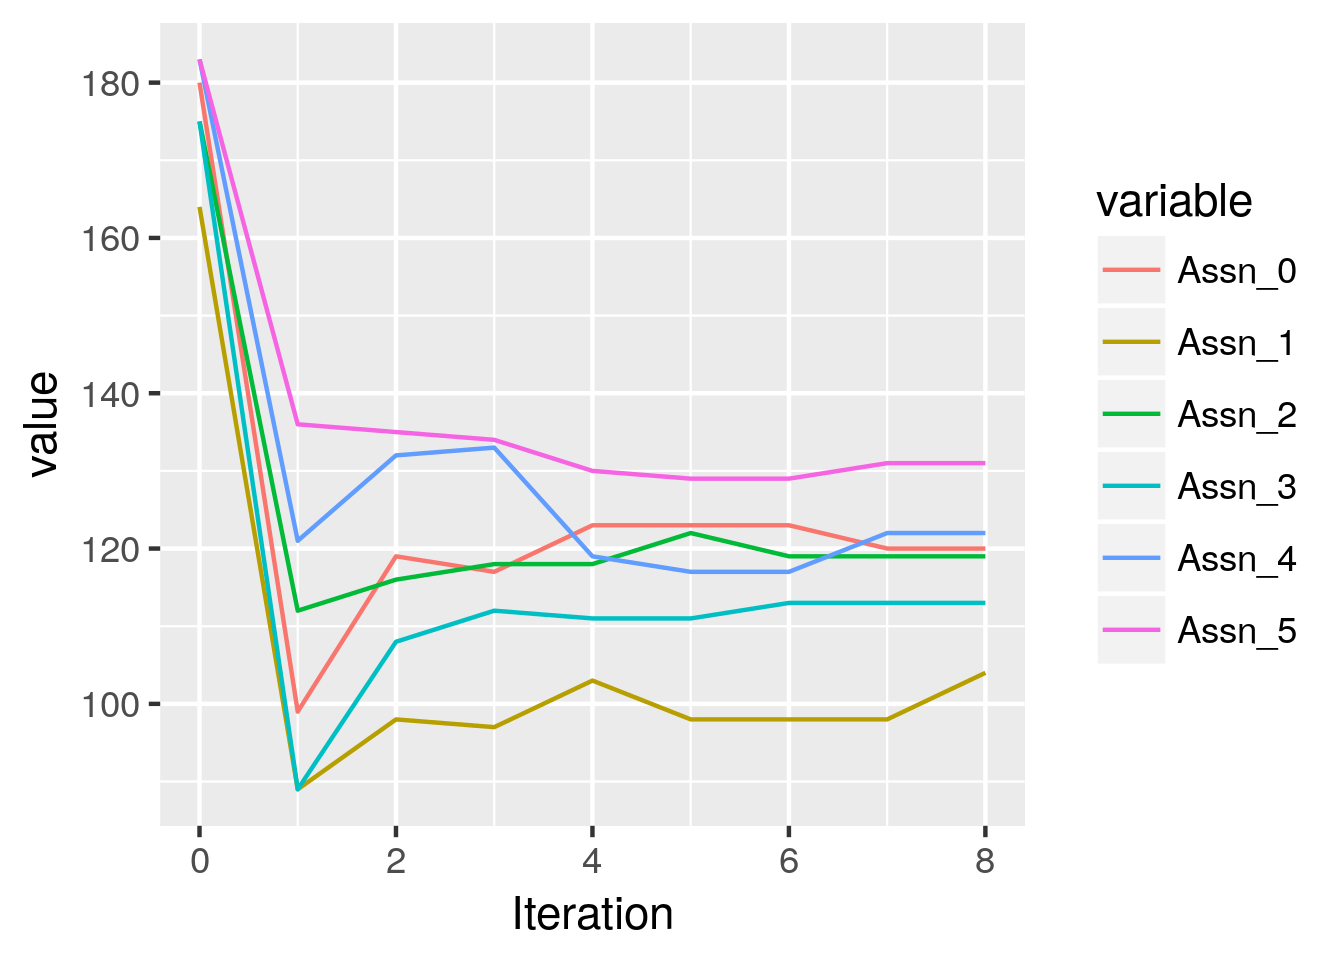 180
160
140
120
100
value
0 2 4 6 8
Iteration
variable
Assn_0
Assn_1
Assn_2
Assn_3
Assn_4
Assn_5